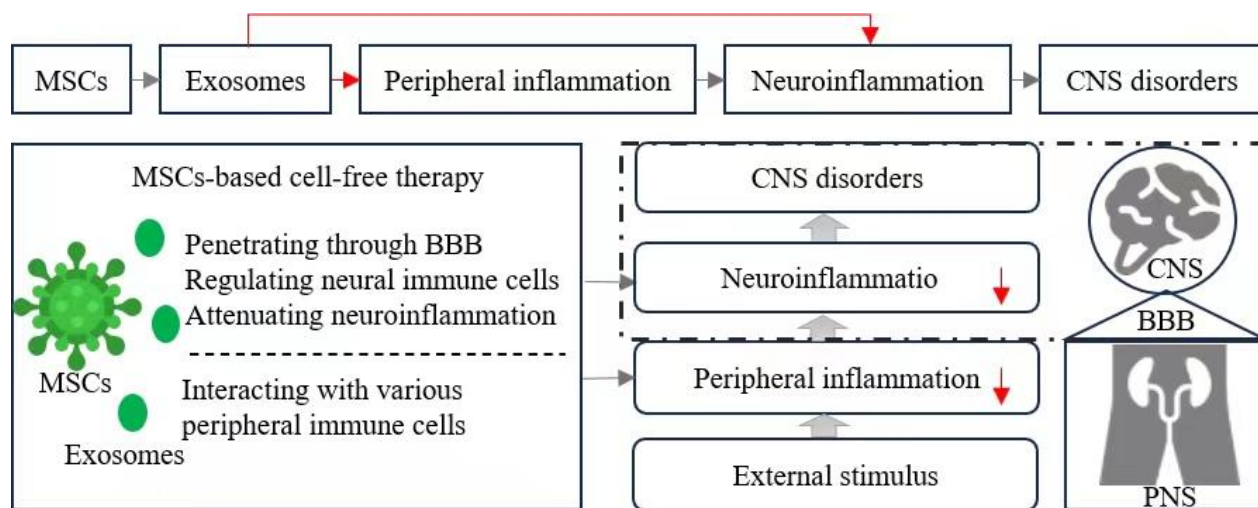 MSCs
Exosomes
Peripheral inflammation
Neuroinflammation
CNS disorders
MSCs-based cell-free therapy
Penetrating through BBB
Regulating neural immune cells
Attenuating neuroinflammation
MSCs
Interacting with various
peripheral immune cells
Exosomes
CNS disorders
Neuroinflammatio
Peripheral inflammation
External stimulus
CNS
BBB
PNS